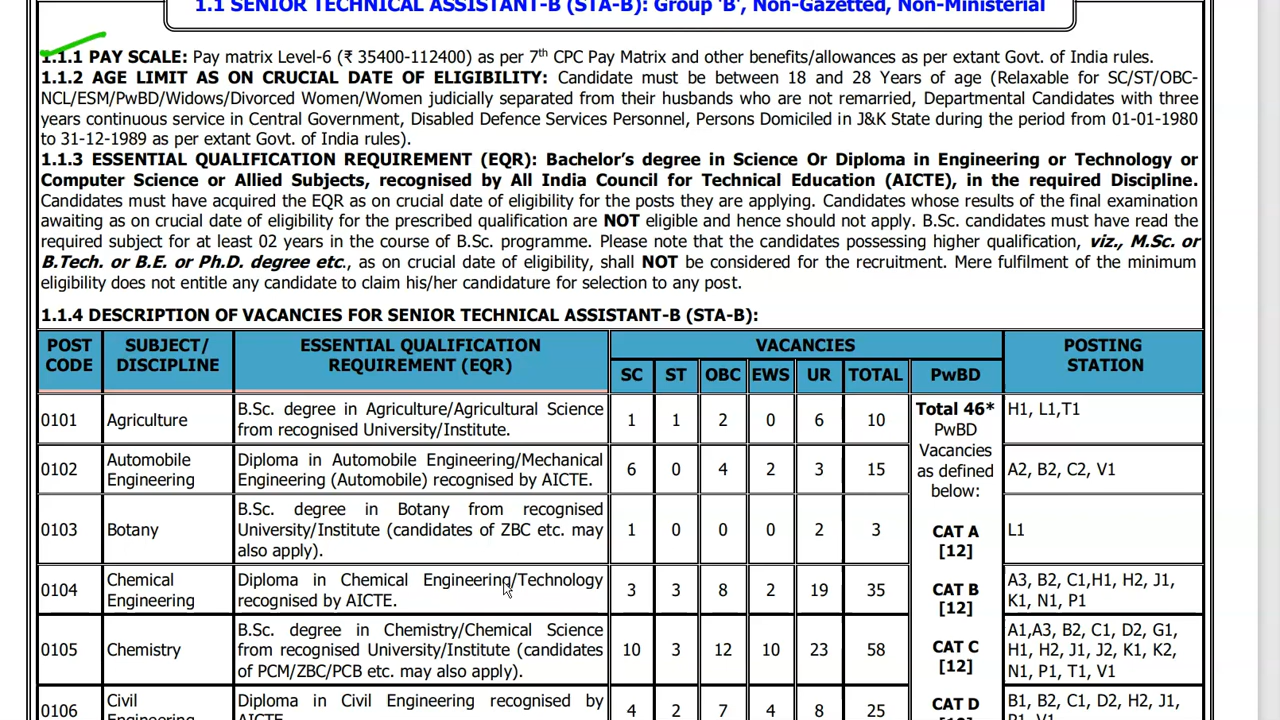 1.1 SENIOR TECHNICAL ASSISTANT-B (STA-B): Group 'B', Non-Gazetted, Non-Ministerial
1.1.1 PAY SCALE: Pay matrix Level-6 (₹ 35400-112400) as per 7th CPC Pay Matrix and other benefits/allowances as per extant Govt. of India rules.
1.1.2 AGE LIMIT AS ON CRUCIAL DATE OF ELIGIBILITY: Candidate must be between 18 and 28 Years of age (Relaxable for SC/ST/OBC-
NCL/ESM/PwBD/Widows/Divorced Women/Women judicially separated from their husbands who are not remarried, Departmental Candidates with three
years continuous service in Central Government, Disabled Defence Services Personnel, Persons Domiciled in J&K State during the period from 01-01-1980
to 31-12-1989 as per extant Govt. of India rules).
1.1.3 ESSENTIAL QUALIFICATION REQUIREMENT (EQR): Bachelor's degree in Science Or Diploma in Engineering or Technology or
Computer Science or Allied Subjects, recognised by All India Council for Technical Education (AICTE), in the required Discipline.
Candidates must have acquired the EQR as on crucial date of eligibility for the posts they are applying. Candidates whose results of the final examination
awaiting as on crucial date of eligibility for the prescribed qualification are NOT eligible and hence should not apply. B.Sc. candidates must have read the
required subject for at least 02 years in the course of B.Sc. programme. Please note that the candidates possessing higher qualification, viz., M.Sc. or
B.Tech. or B.E. or Ph.D. degree etc., as on crucial date of eligibility, shall NOT be considered for the recruitment. Mere fulfilment of the minimum
eligibility does not entitle any candidate to claim his/her candidature for selection to any post.
1.1.4 DESCRIPTION OF VACANCIES FOR SENIOR TECHNICAL ASSISTANT-B (STA-B):
POST CODE SUBJECT/ DISCIPLINE ESSENTIAL QUALIFICATION REQUIREMENT (EQR) VACANCIES POSTING STATION
SC ST OBC EWS UR TOTAL PwBD
0101 Agriculture B.Sc. degree in Agriculture/Agricultural Science from recognised University/Institute. 1 1 2 0 6 10 H1, L1,T1
0102 Automobile Engineering Diploma in Automobile Engineering/Mechanical Engineering (Automobile) recognised by AICTE. 6 0 4 2 3 15 A2, B2, C2, V1
0103 Botany B.Sc. degree in Botany from recognised University/Institute (candidates of ZBC etc. may also apply). 1 0 0 0 2 3 L1
0104 Chemical Engineering Diploma in Chemical Engineering/Technology recognised by AICTE. 3 3 8 2 19 35 A3, B2, C1,H1, H2, J1, K1, N1, P1
0105 Chemistry B.Sc. degree in Chemistry/Chemical Science from recognised University/Institute (candidates of PCM/ZBC/PCB etc. may also apply). 10 3 12 10 23 58 A1,A3, B2, C1, D2, G1, H1, H2, J1, J2, K1, K2, N1, P1, T1, V1
0106 Civil Engineering Diploma in Civil Engineering recognised by AICTE. 4 2 7 4 8 25 B1, B2, C1, D2, H2, J1, P1, V1
Total 46*
PwBD
Vacancies
as defined
below:
CAT A
[12]
CAT B
[12]
CAT C
[12]
CAT D